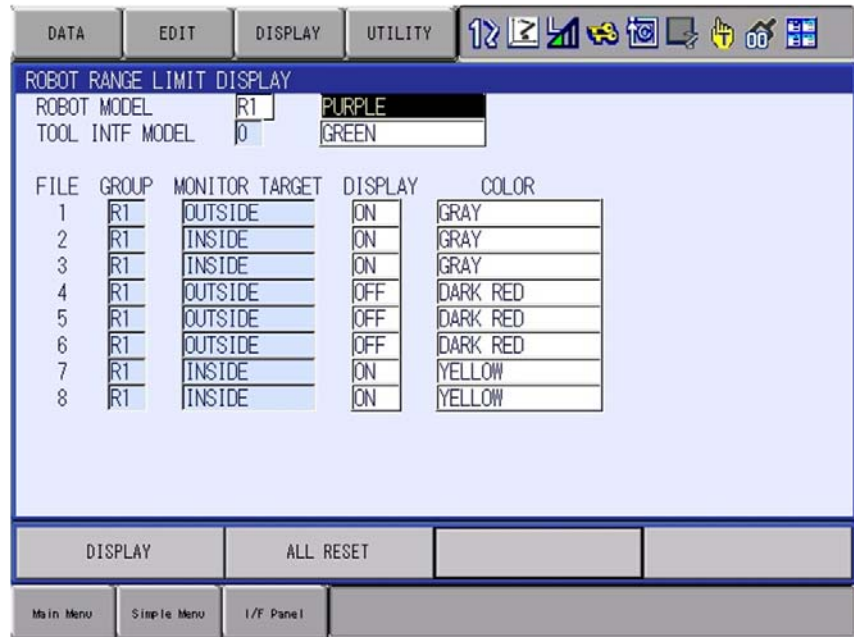 DATA EDIT DISPLAY UTILITY
ROBOT RANGE LIMIT DISPLAY
ROBOT MODEL R1 PURPLE
TOOL INTF MODEL 0 GREEN
FILE GROUP MONITOR TARGET DISPLAY COLOR
1 R1 OUTSIDE ON GRAY
2 R1 INSIDE ON GRAY
3 R1 INSIDE ON GRAY
4 R1 OUTSIDE OFF DARK RED
5 R1 OUTSIDE OFF DARK RED
6 R1 OUTSIDE OFF DARK RED
7 R1 INSIDE ON YELLOW
8 R1 INSIDE ON YELLOW
DISPLAY ALL RESET
Main Menu Simple Menu I/F Panel